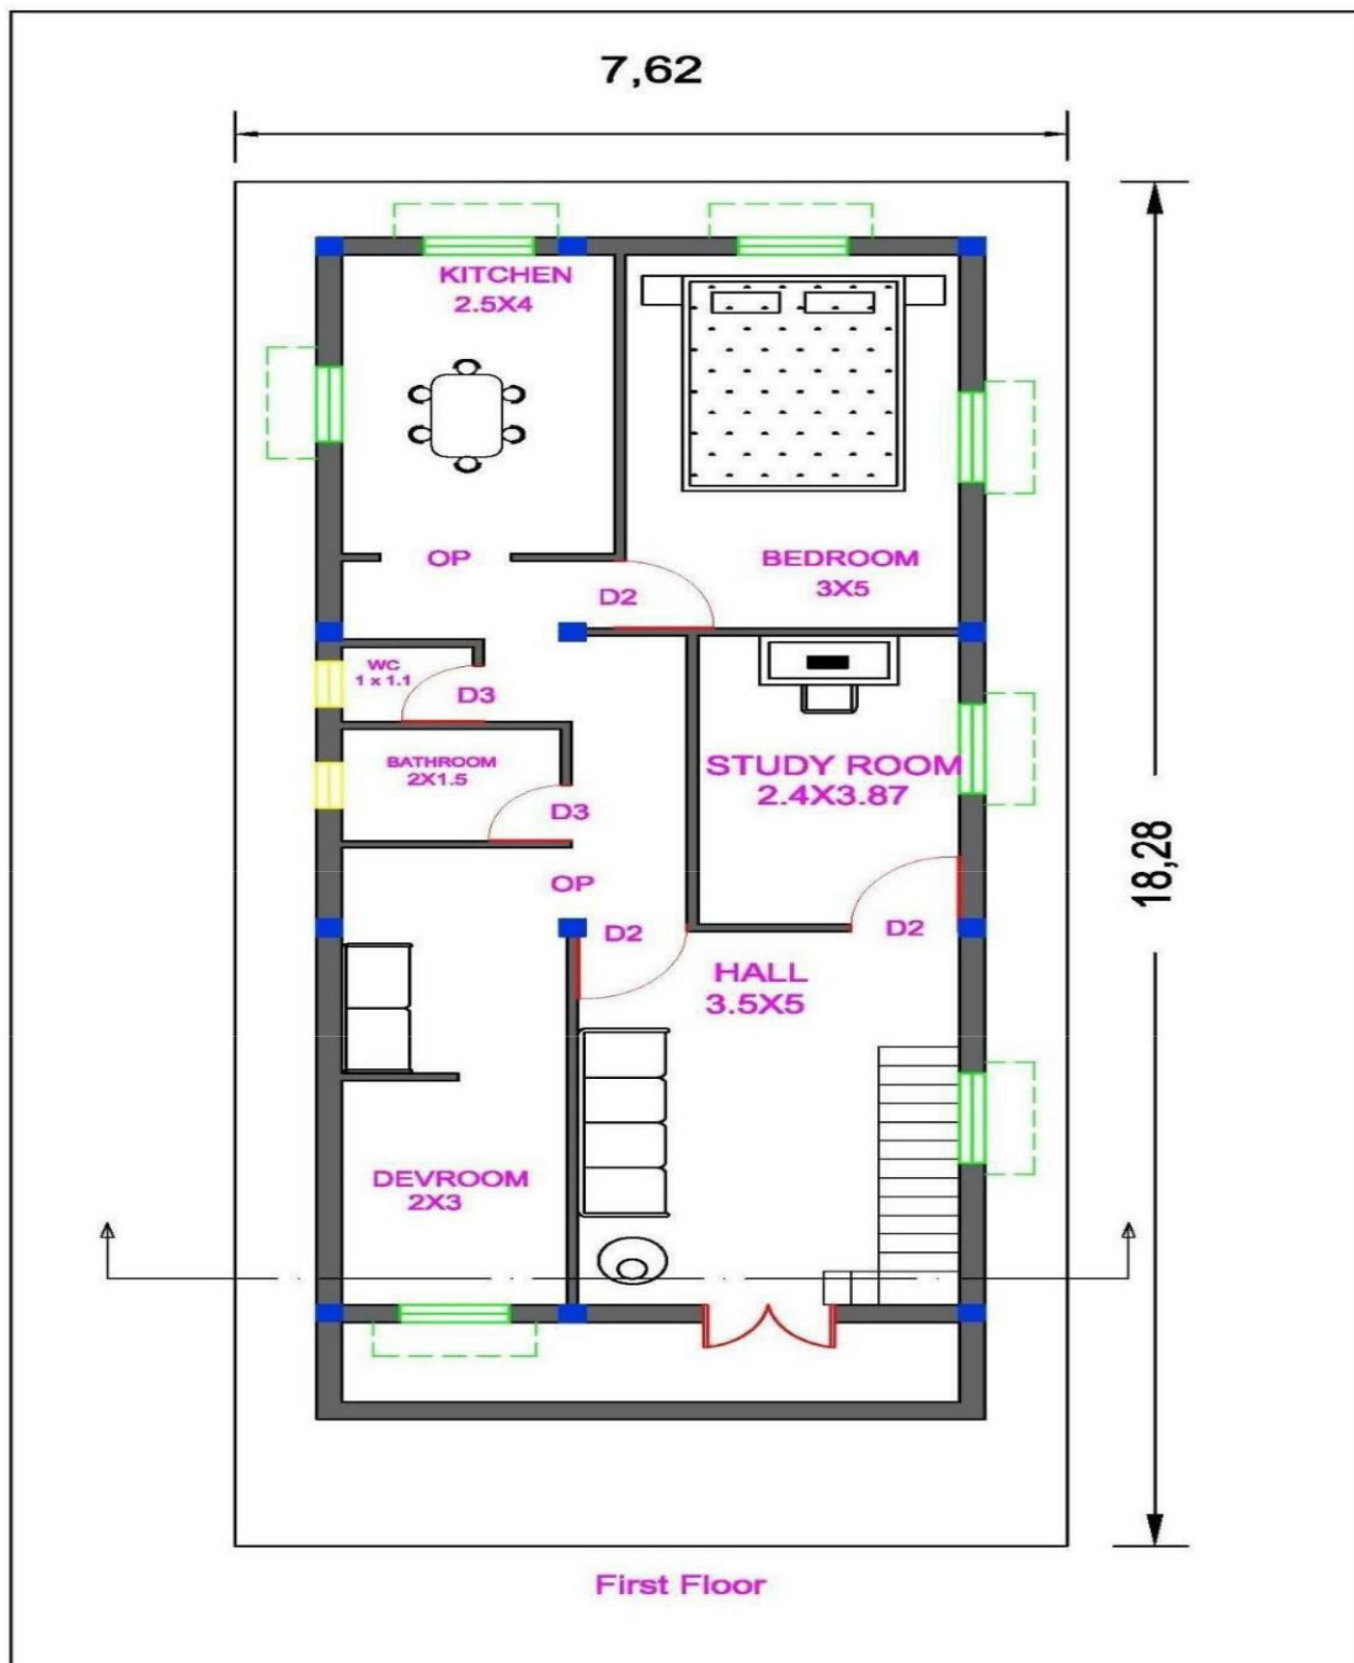 7,62
KITCHEN
2.5X4
OP
BEDROOM
3X5
D2
WC
1 x 1.1
D3
BATHROOM
2X1.5
D3
STUDY ROOM
2.4X3.87
18,28
OP
D2
D2
HALL
3.5X5
DEVROOM
2X3
First Floor